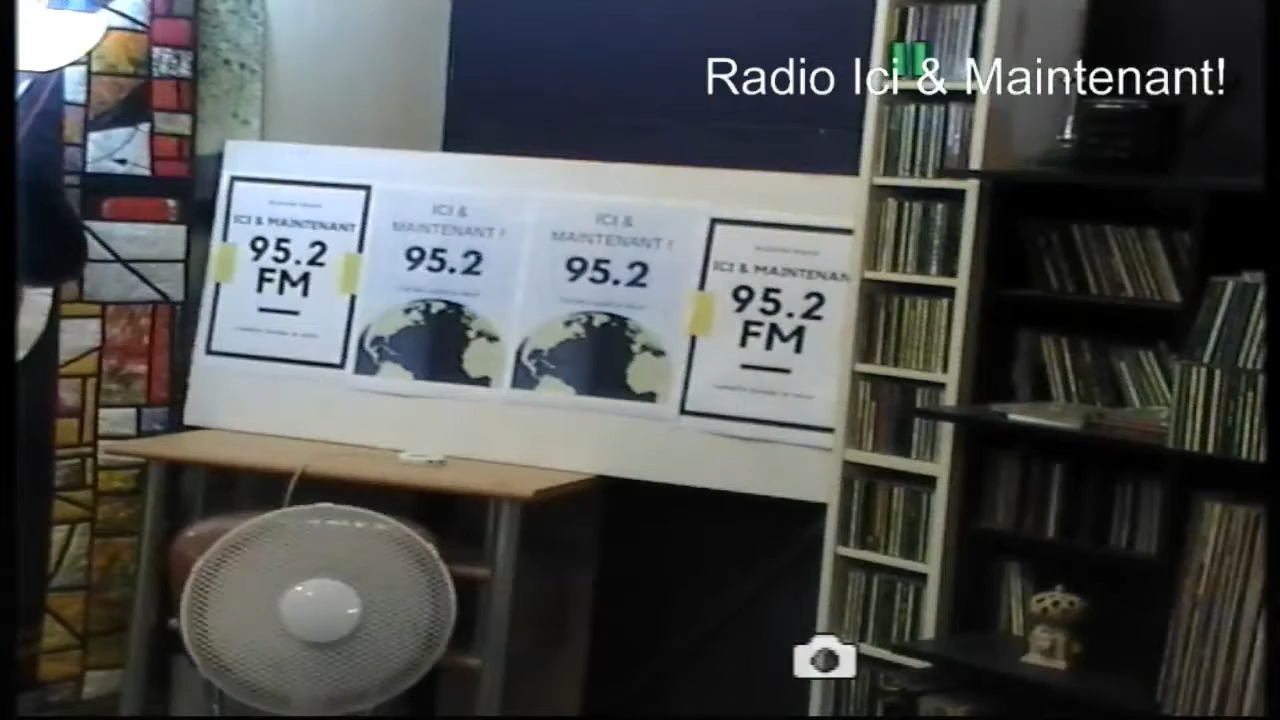 Radio Ici & Maintenant!
ICI & MAINTENANT
95.2
FM
ICI &
MAINTENANT !
95.2
ICI &
MAINTENANT !
95.2
ICI & MAINTENAN
95.2
FM